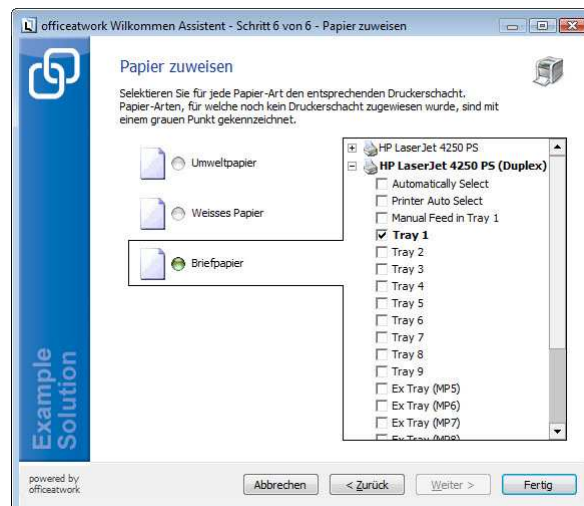 officeatwork Wilkommen Assistent - Schritt 6 von 6 - Papier zuweisen
Papier zuweisen
Selektieren Sie für jede Papier-Art den entsprechenden Druckerschacht.
Papier-Arten, für welche noch kein Druckerschacht zugewiesen wurde, sind mit
einem grauen Punkt gekennzeichnet.
Umweltpapier
Weisses Papier
Briefpapier
HP LaserJet 4250 PS
HP LaserJet 4250 PS (Duplex)
Automatically Select
Printer Auto Select
Manual Feed in Tray 1
Tray 1
Tray 2
Tray 3
Tray 4
Tray 5
Tray 6
Tray 7
Tray 8
Tray 9
Ex Tray (MP5)
Ex Tray (MP6)
Ex Tray (MP7)
Ex Tray (MP8)
Example
Solution
powered by
officeatwork
Abbrechen
< Zurück
Weiter >
Fertig